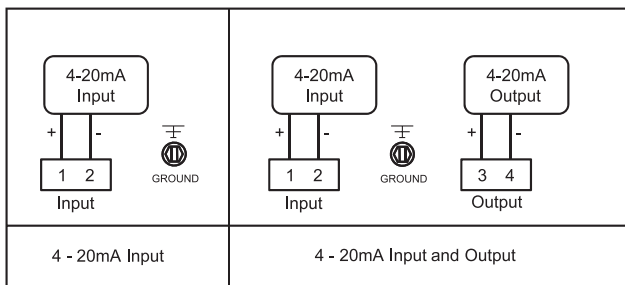 4-20mA
Input
+ -
1 2
Input
GROUND
4 - 20mA Input
4-20mA
Input
+ -
1 2
Input
GROUND
4-20mA
Output
+ -
3 4
Output
4 - 20mA Input and Output